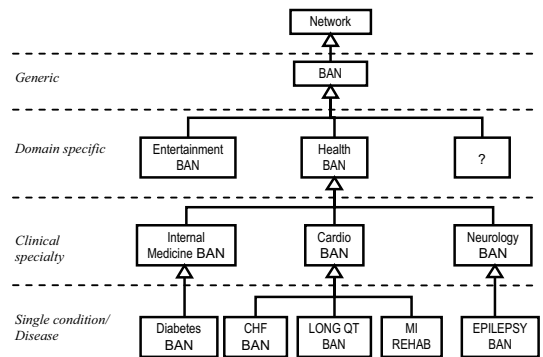 Network
Generic
BAN
Domain specific
Entertainment
BAN
Health
BAN
?
Clinical
specialty
Internal
Medicine BAN
Cardio
BAN
Neurology
BAN
Single condition/
Disease
Diabetes
BAN
CHF
BAN
LONG QT
BAN
MI
REHAB
EPILEPSY
BAN